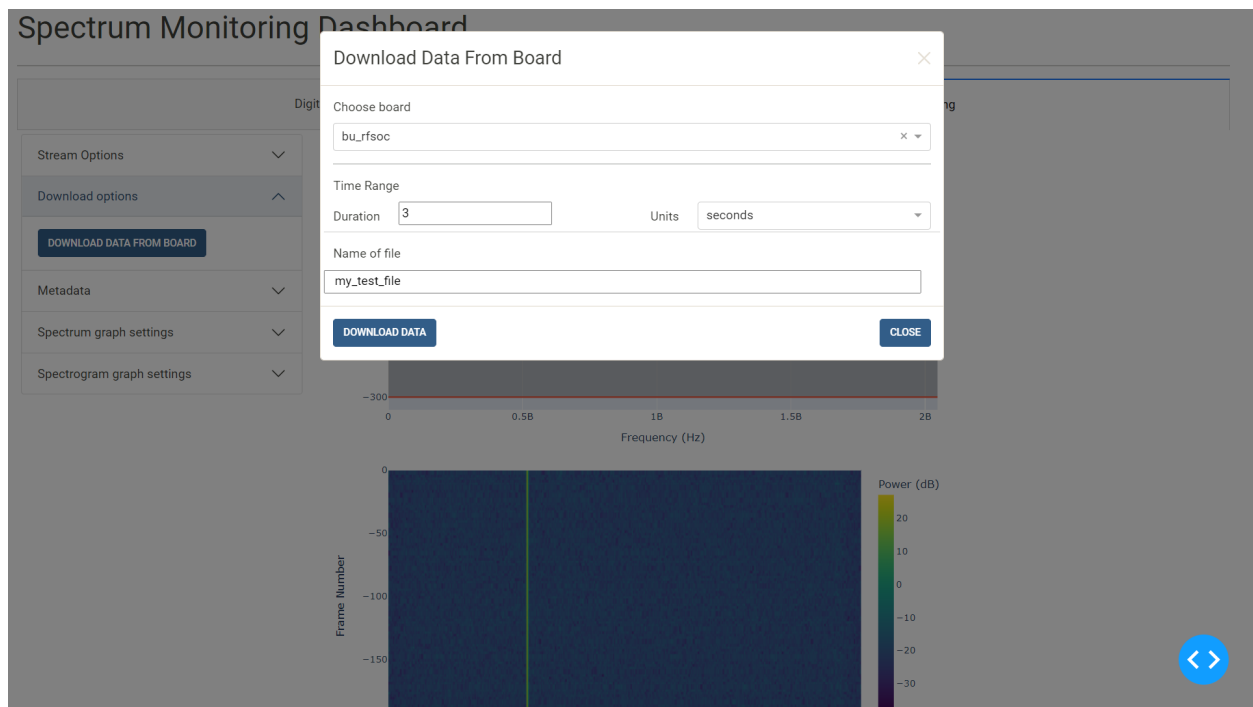 Spectrum Monitoring Dashboard
Download Data From Board
Digit
ng
Choose board
bu_rfsoc
Stream Options
Download options
Time Range
Duration 3 Units seconds
DOWNLOAD DATA FROM BOARD
Name of file
my_test_file
Metadata
Spectrum graph settings
DOWNLOAD DATA CLOSE
Spectrogram graph settings
−300
0 0.5B 1B 1.5B 2B
Frequency (Hz)
0
−50
−100
−150
Frame Number
Power (dB)
20
10
0
−10
−20
−30